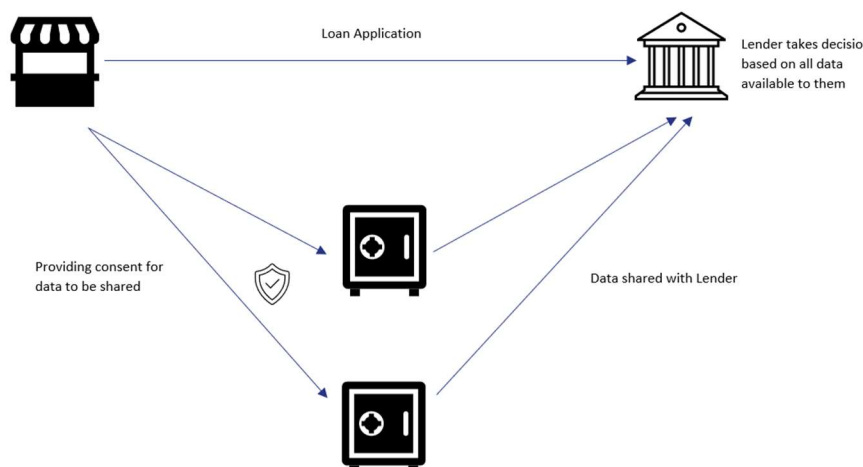 Loan Application
Lender takes decisio
based on all data
available to them
Providing consent for
data to be shared
Data shared with Lender